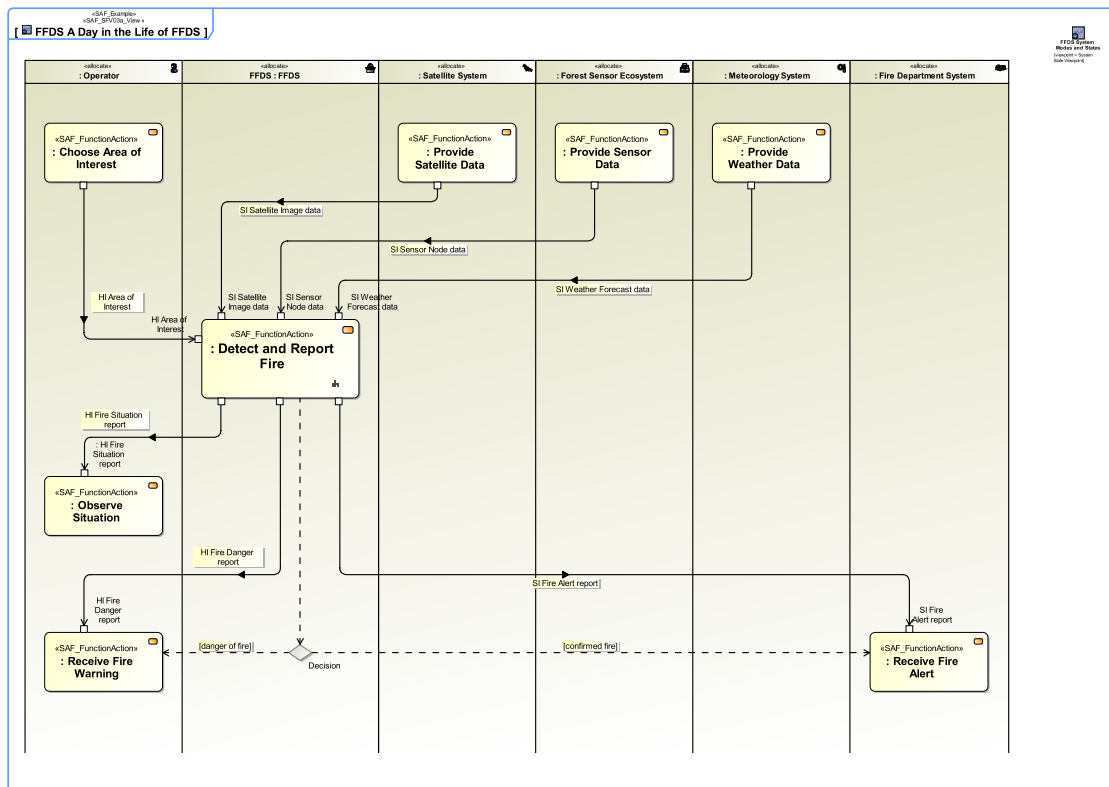 «SAF_Example»
«SAF_SFV03a_View »
[ FFDS A Day in the Life of FFDS ]
FFDS System
Modes and States
(viewpoint = System
State Viewpoint)
«allocate»
: Operator
«allocate»
FFDS : FFDS
«allocate»
: Satellite System
«allocate»
: Forest Sensor Ecosystem
«allocate»
: Meteorology System
«allocate»
: Fire Department System
«SAF_FunctionAction»
: Choose Area of
Interest
«SAF_FunctionAction»
: Provide
Satellite Data
«SAF_FunctionAction»
: Provide Sensor
Data
«SAF_FunctionAction»
: Provide
Weather Data
SI Satellite Image data
SI Sensor Node data
SI Weather Forecast data
HI Area of
Interest
SI Satellite
Image data
SI Sensor
Node data
SI Weather
Forecast data
HI Area of
Interest
«SAF_FunctionAction»
: Detect and Report
Fire
HI Fire Situation
report
: HI Fire
Situation
report
«SAF_FunctionAction»
: Observe
Situation
HI Fire Danger
report
SI Fire Alert report
HI Fire
Danger
report
SI Fire
Alert report
«SAF_FunctionAction»
: Receive Fire
Warning
[danger of fire]
Decision
[confirmed fire]
«SAF_FunctionAction»
: Receive Fire
Alert